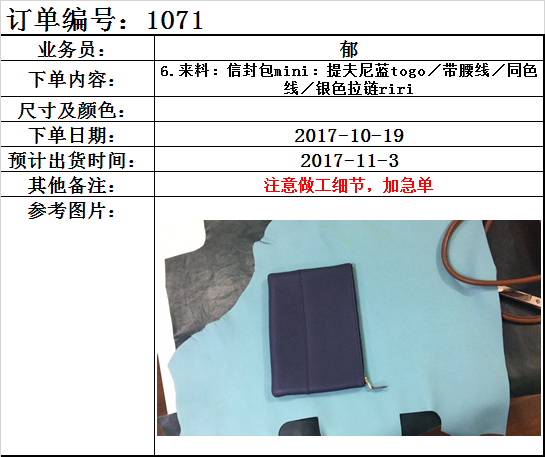 订单编号：1071
业务员： 郁
下单内容： 6.来料：信封包mini：提夫尼蓝togo／带腰线／同色
线／银色拉链riri
尺寸及颜色：
下单日期： 2017-10-19
预计出货时间： 2017-11-3
其他备注： 注意做工细节，加急单
参考图片：